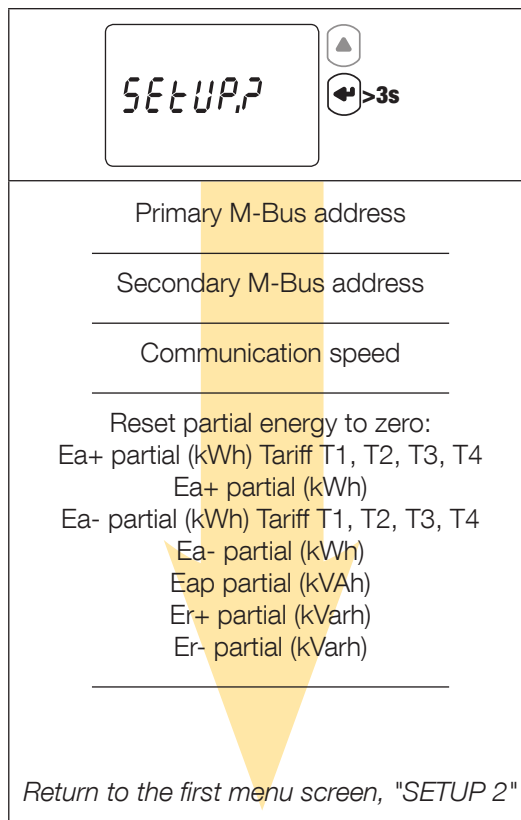 SEtUP.?
>3s
Primary M-Bus address
Secondary M-Bus address
Communication speed
Reset partial energy to zero:
Ea+ partial (kWh) Tariff T1, T2, T3, T4
Ea+ partial (kWh)
Ea- partial (kWh) Tariff T1, T2, T3, T4
Ea- partial (kWh)
Eap partial (kVAh)
Er+ partial (kVarh)
Er- partial (kVarh)
Return to the first menu screen, "SETUP 2"